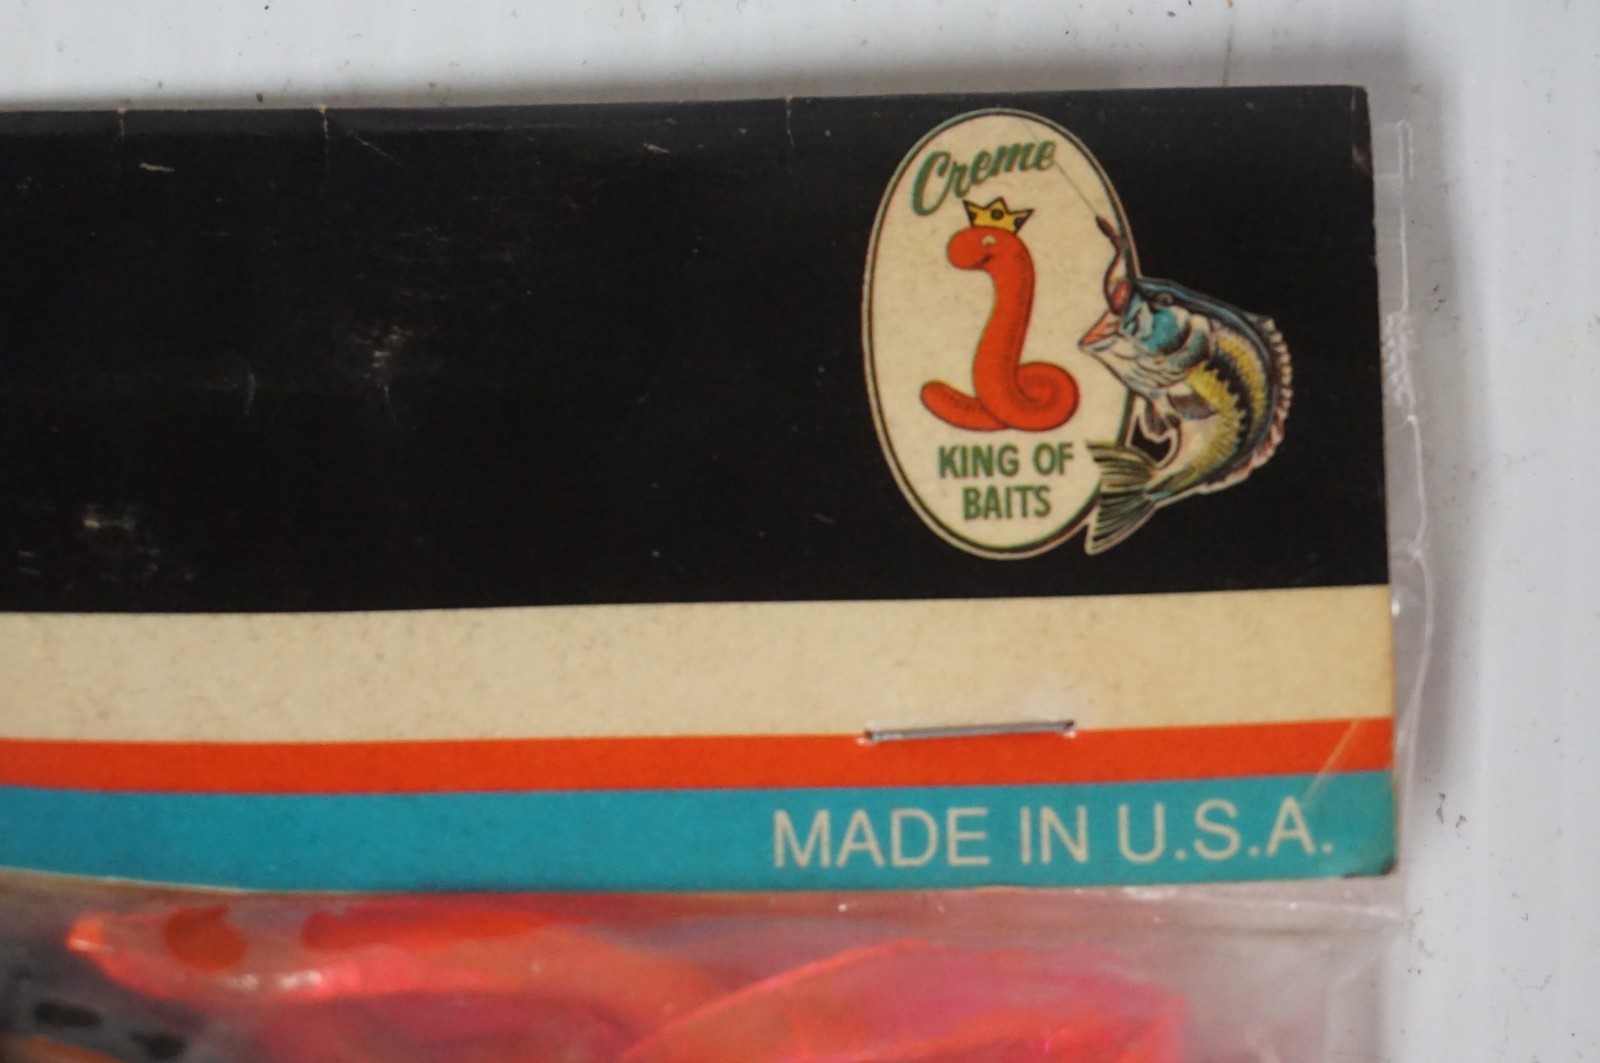 Creme
KING OF
BAITS
MADE IN U.S.A.